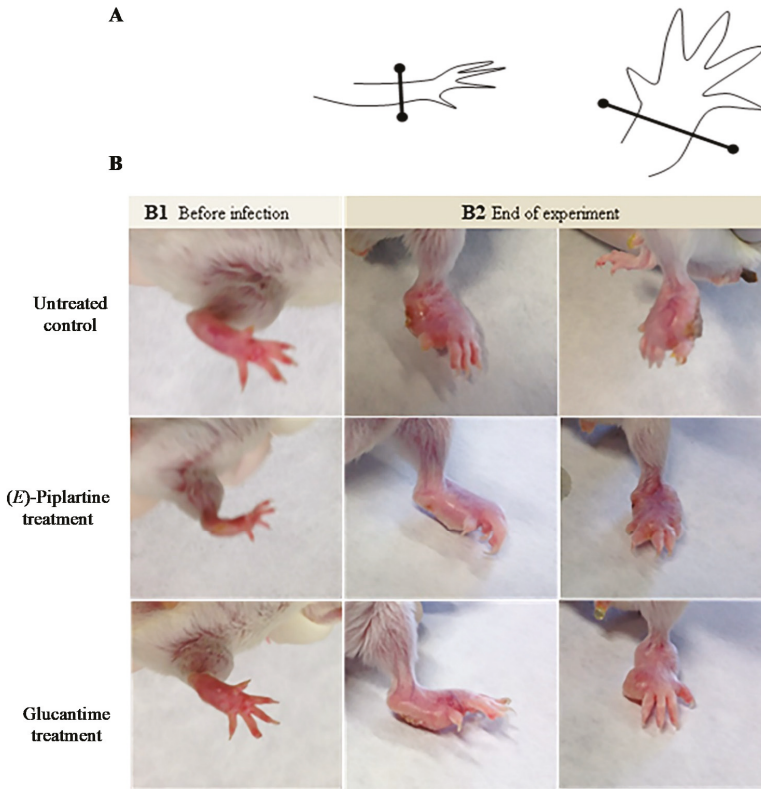 A
B
B1 Before infection
B2 End of experiment
Untreated
control
(E)-Piplartine
treatment
Glucantime
treatment